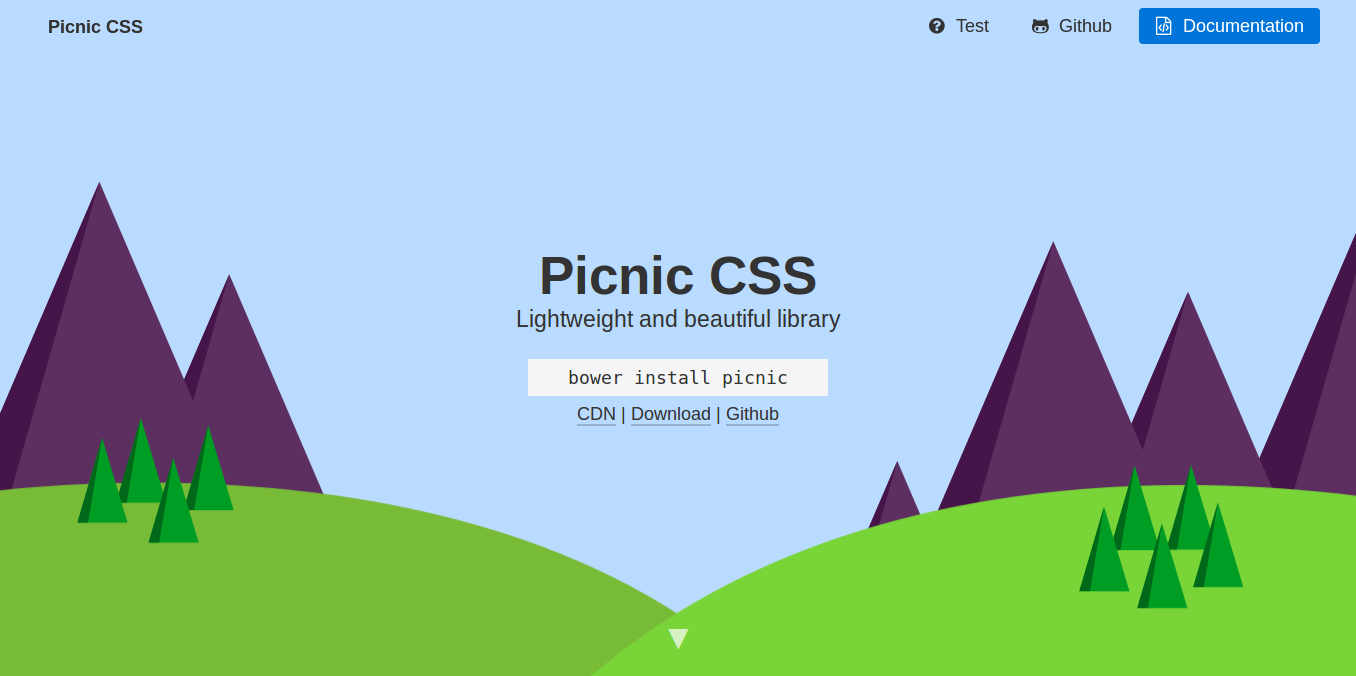 Picnic CSS
Test
Github
Documentation
Picnic CSS
Lightweight and beautiful library
bower install picnic
CDN | Download | Github